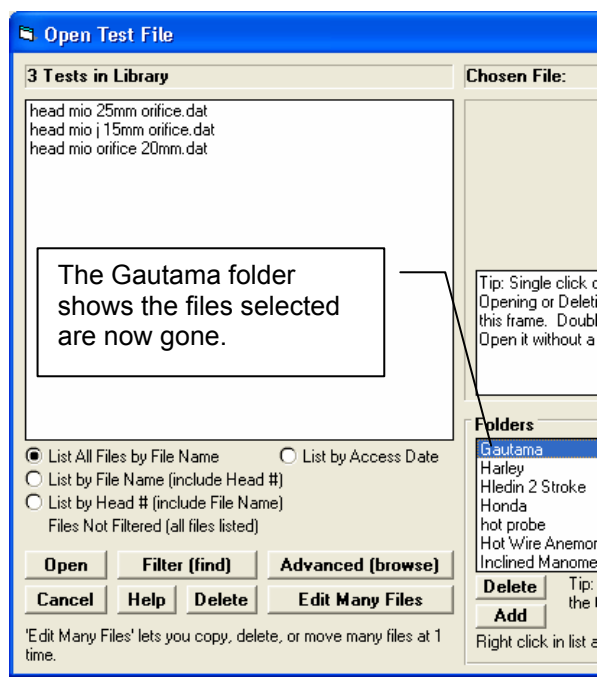 Open Test File
3 Tests in Library
head mio 25mm orifice.dat
head mio j 15mm orifice.dat
head mio orifice 20mm.dat
The Gautama folder
shows the files selected
are now gone.
List All Files by File Name
List by Access Date
List by File Name (include Head #)
List by Head # (include File Name)
Files Not Filtered (all files listed)
Open
Filter (find)
Advanced (browse)
Cancel
Help
Delete
Edit Many Files
'Edit Many Files' lets you copy, delete, or move many files at 1
time.
Chosen File:
Tip: Single click
Opening or
this frame.
Open it without a
Folders
Gautama
Harley
Hledin 2 Stroke
Honda
hot probe
Hot Wire
Inclined
Delete
Tip:
the
Add
Right click in list